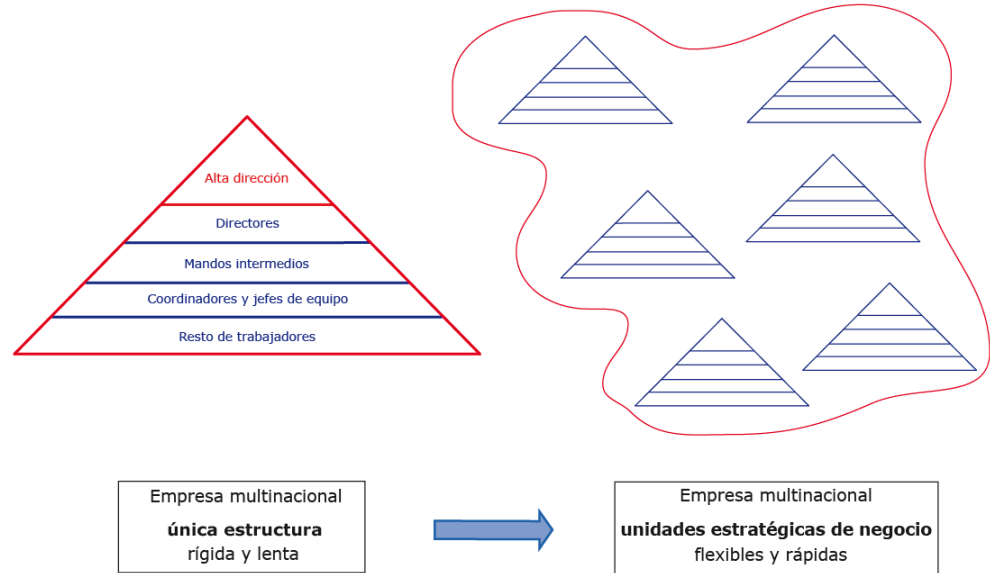 Alta dirección
Directores
Mandos intermedios
Coordinadores y jefes de equipo
Resto de trabajadores
Empresa multinacional
única estructura
rígida y lenta
Empresa multinacional
unidades estratégicas de negocio
flexibles y rápidas